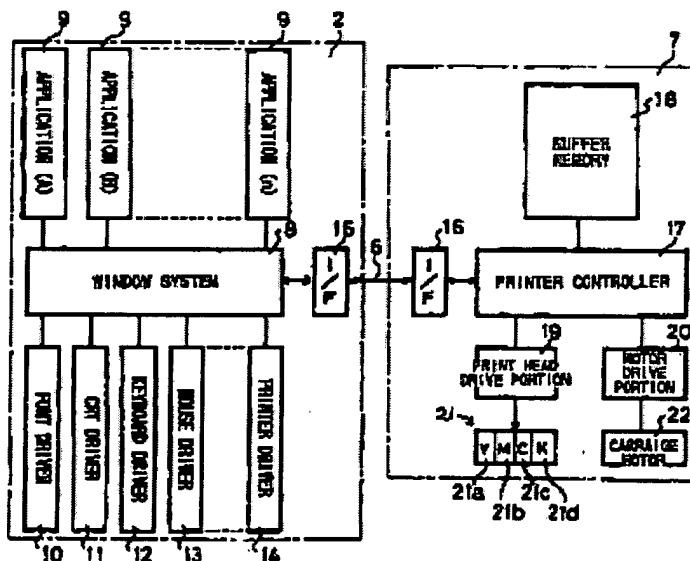 9
9
9
2
7
APPLICATION (A)
APPLICATION (B)
APPLICATION (n)
18
BUFFER
MEMORY
8
15
6
16
17
WINDOW SYSTEM
I/F
I/F
PRINTER CONTROLLER
19
20
PRINT HEAD
DRIVE PORTION
MOTOR
DRIVE
PORTION
FONT DRIVER
CRT DRIVER
KEYBOARD DRIVER
MOUSE DRIVER
PRINTER DRIVER
21
22
Y M C K
CARRAIGE
MOTOR
21a
21b
21c
21d
10
11
12
13
14